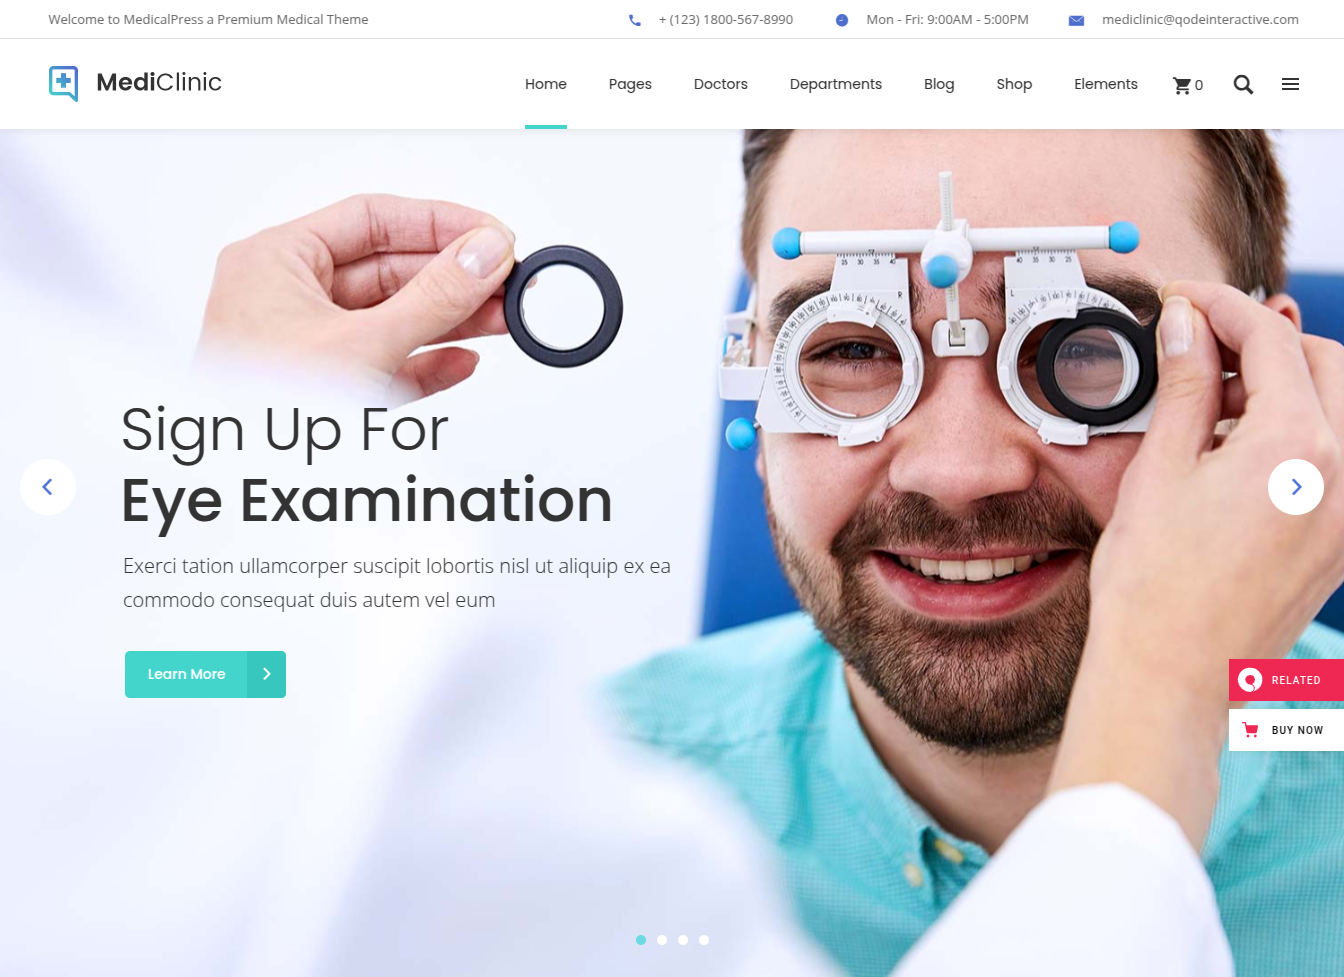 Welcome to MedicalPress a Premium Medical Theme
+ (123) 1800-567-8990
Mon - Fri: 9:00AM - 5:00PM
mediclinic@qodeinteractive.com
MediClinic
Home
Pages
Doctors
Departments
Blog
Shop
Elements
0
Sign Up For
Eye Examination
Exerci tation ullamcorper suscipit lobortis nisl ut aliquip ex ea
commodo consequat duis autem vel eum
Learn More
RELATED
BUY NOW